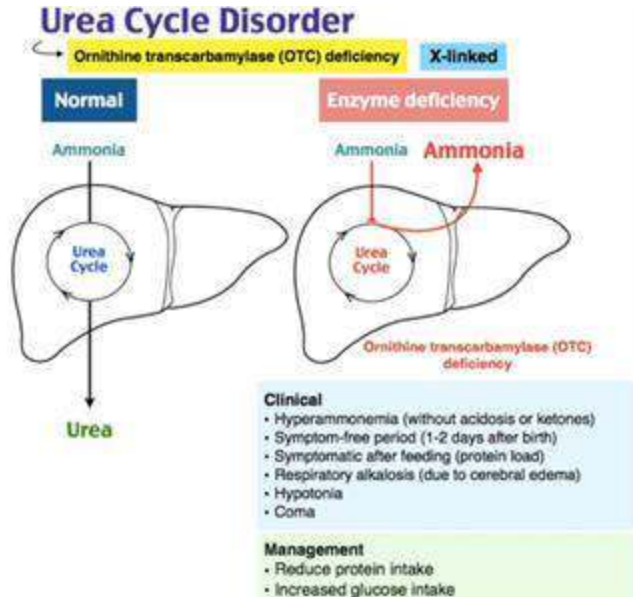 Urea Cycle Disorder
Ornithine transcarbamylase (OTC) deficiency
X-linked
Normal
Enzyme deficiency
Ammonia
Ammonia
Ammonia
Urea
Cycle
Urea
Cycle
Ornithine transcarbamylase (OTC)
deficiency
Urea
Clinical
• Hyperammonemia (without acidosis or ketones)
• Symptom-free period (1-2 days after birth)
• Symptomatic after feeding (protein load)
• Respiratory alkalosis (due to cerebral edema)
• Hypotonia
• Coma
Management
• Reduce protein intake
• Increased glucose intake